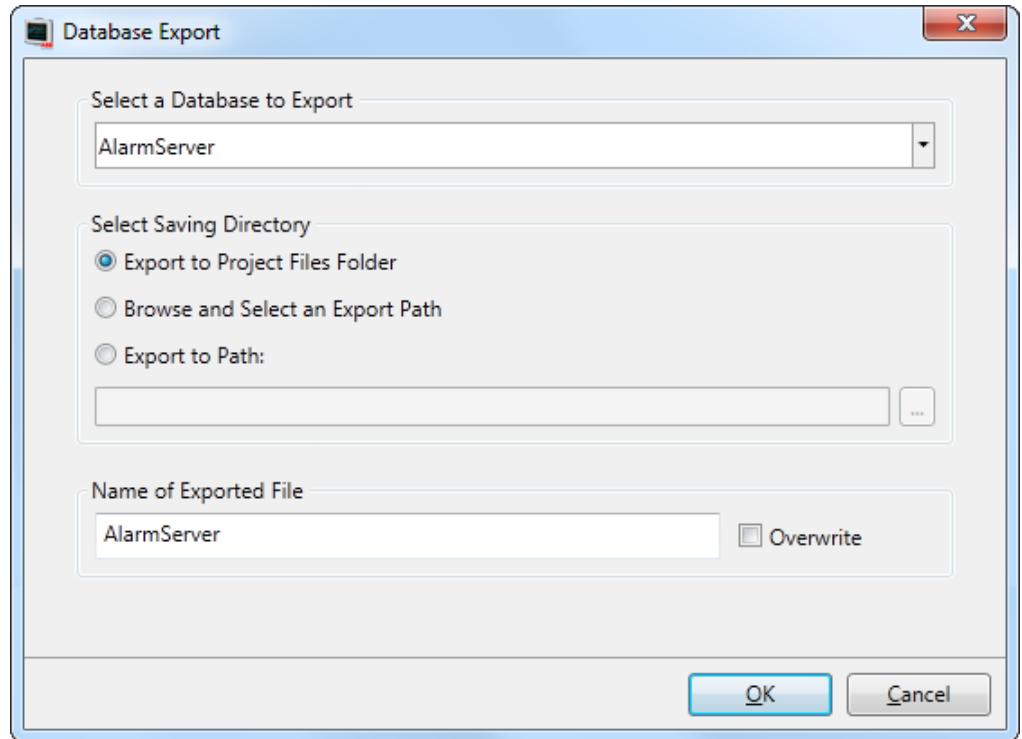 Database Export
Select a Database to Export
AlarmServer
Select Saving Directory
Export to Project Files Folder
Browse and Select an Export Path
Export to Path:
...
Name of Exported File
AlarmServer
Overwrite
OK Cancel